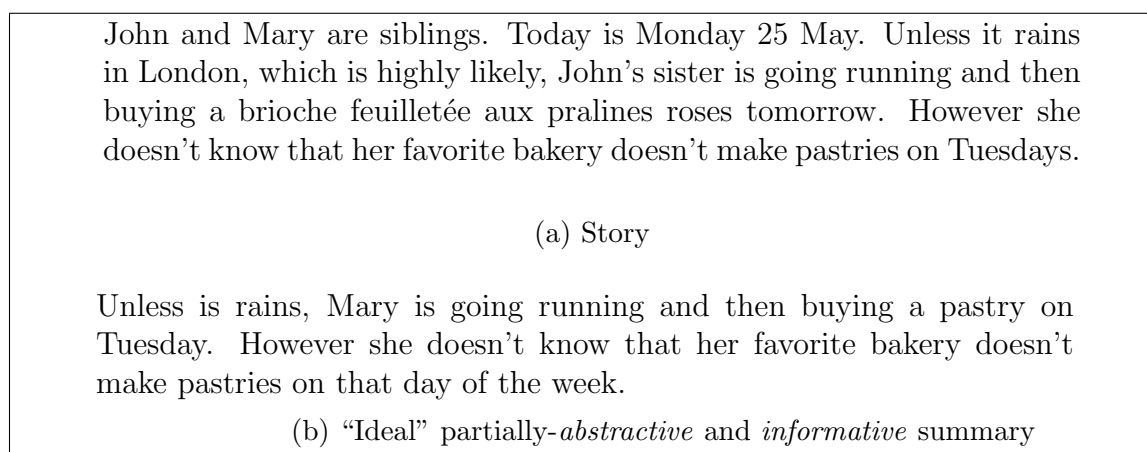 John and Mary are siblings. Today is Monday 25 May. Unless it rains
in London, which is highly likely, John's sister is going running and then
buying a brioche feuilletée aux pralines roses tomorrow. However she
doesn't know that her favorite bakery doesn't make pastries on Tuesdays.
(a) Story
Unless is rains, Mary is going running and then buying a pastry on
Tuesday. However she doesn't know that her favorite bakery doesn't
make pastries on that day of the week.
(b) “Ideal” partially-abstractive and informative summary